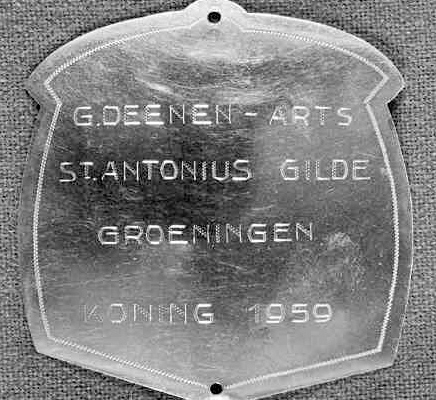 G.DEENEN - ARTS
ST.ANTONIUS GILDE
GROENINGEN
KONING 1959